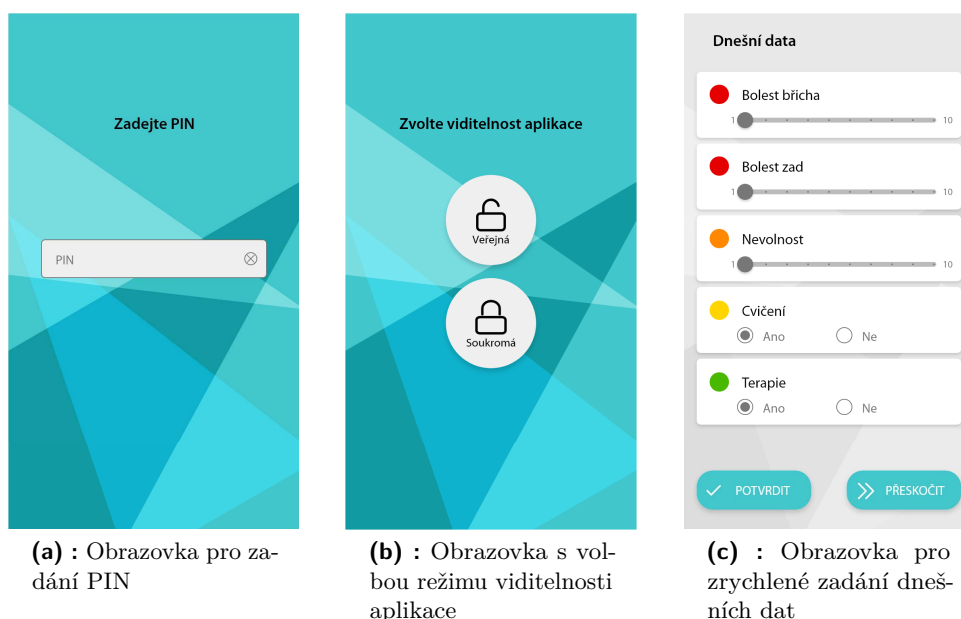 Zadejte PIN
PIN
(a) : Obrazovka pro za-
dání PIN
Zvolte viditelnost aplikace
Veřejná
Soukromá
(b) : Obrazovka s vol-
bou režimu viditelnosti
aplikace
Dnešní data
Bolest břicha
1 10
Bolest zad
1 10
Nevolnost
1 10
Cvičení
Ano Ne
Terapie
Ano Ne
POTVRDIT PŘESKOČIT
(c) : Obrazovka pro
zrychlené zadání dneš-
ních dat